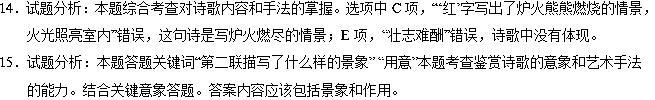 14．试题分析：本题综合考查对诗歌内容和手法的掌握。选项中 C 项，“‘红’字写出了炉火熊熊燃烧的情景，
火光照亮室内”错误，这句诗是写炉火燃尽的情景；E 项，“壮志难酬”错误，诗歌中没有体现。
15．试题分析：本题答题关键词“第二联描写了什么样的景象”“用意”本题考查鉴赏诗歌的意象和艺术手法
的能力。结合关键意象答题。答案内容应该包括景象和作用。